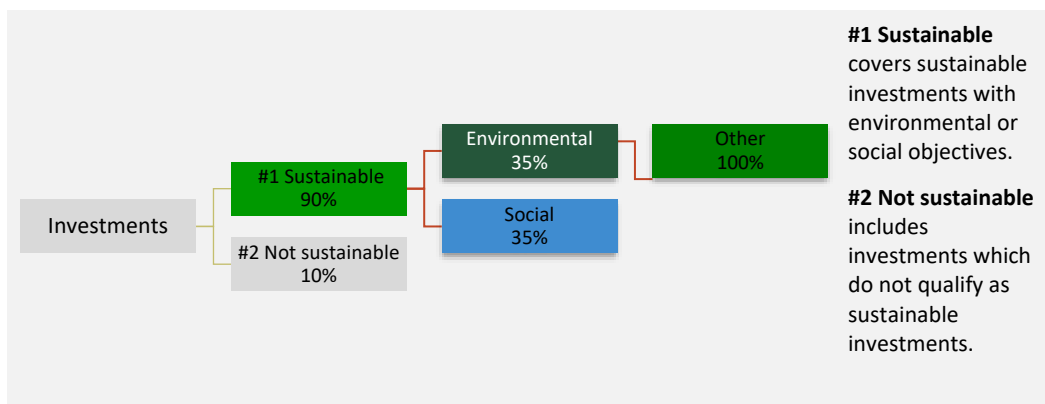 Investments
#1 Sustainable
90%
#2 Not sustainable
10%
Environmental
35%
Social
35%
Other
100%
#1 Sustainable
covers sustainable
investments with
environmental or
social objectives.
#2 Not sustainable
includes
investments which
do not qualify as
sustainable
investments.